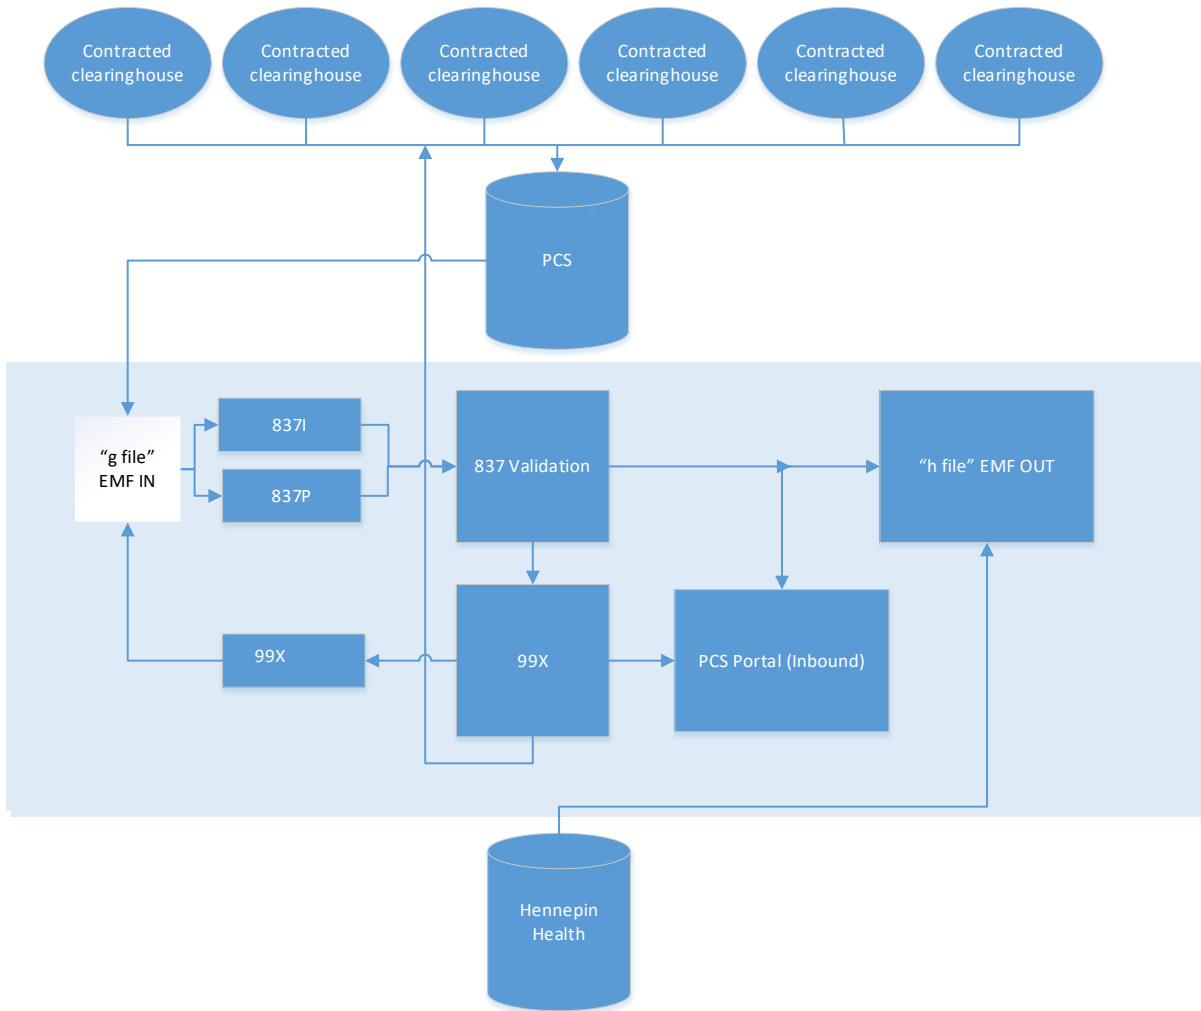 Contracted
clearinghouse
Contracted
clearinghouse
Contracted
clearinghouse
Contracted
clearinghouse
Contracted
clearinghouse
Contracted
clearinghouse
PCS
“g file”
EMF IN
837I
837P
837 Validation
“h file” EMF OUT
99X
99X
PCS Portal (Inbound)
Hennepin
Health